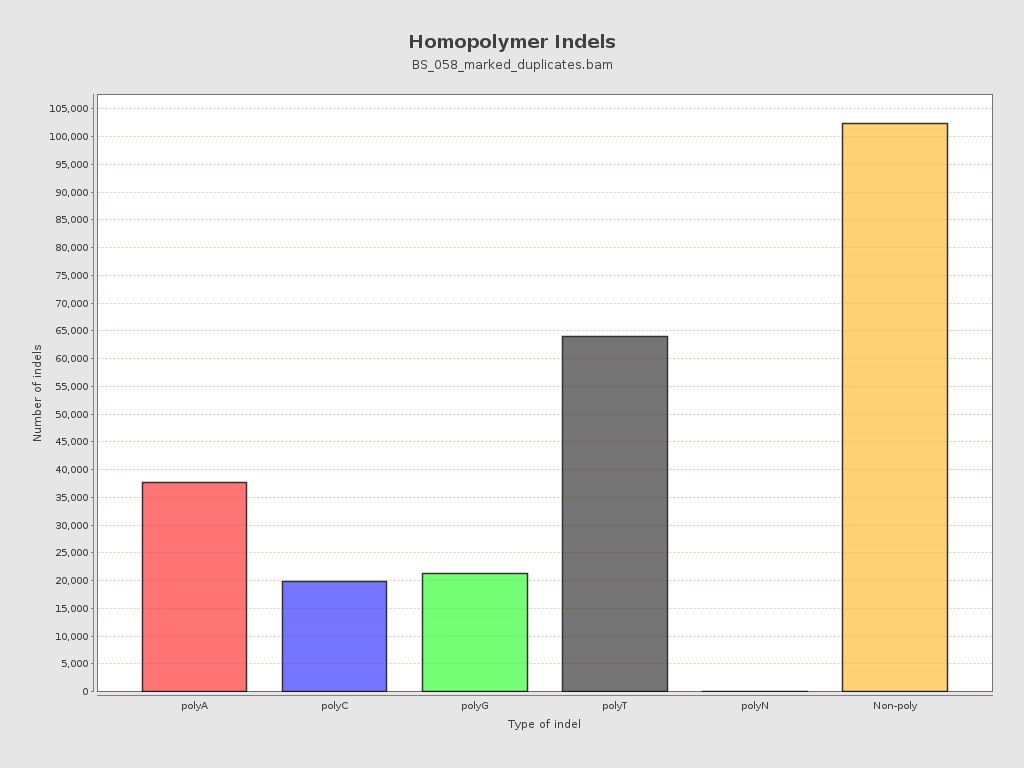 Homopolymer Indels
BS_058_marked_duplicates.bam
105,000
100,000
95,000
90,000
85,000
80,000
75,000
70,000
65,000
60,000
55,000
50,000
45,000
40,000
35,000
30,000
25,000
20,000
15,000
10,000
5,000
0
Number of indels
polyA
polyC
polyG
polyT
polyN
Non-poly
Type of indel